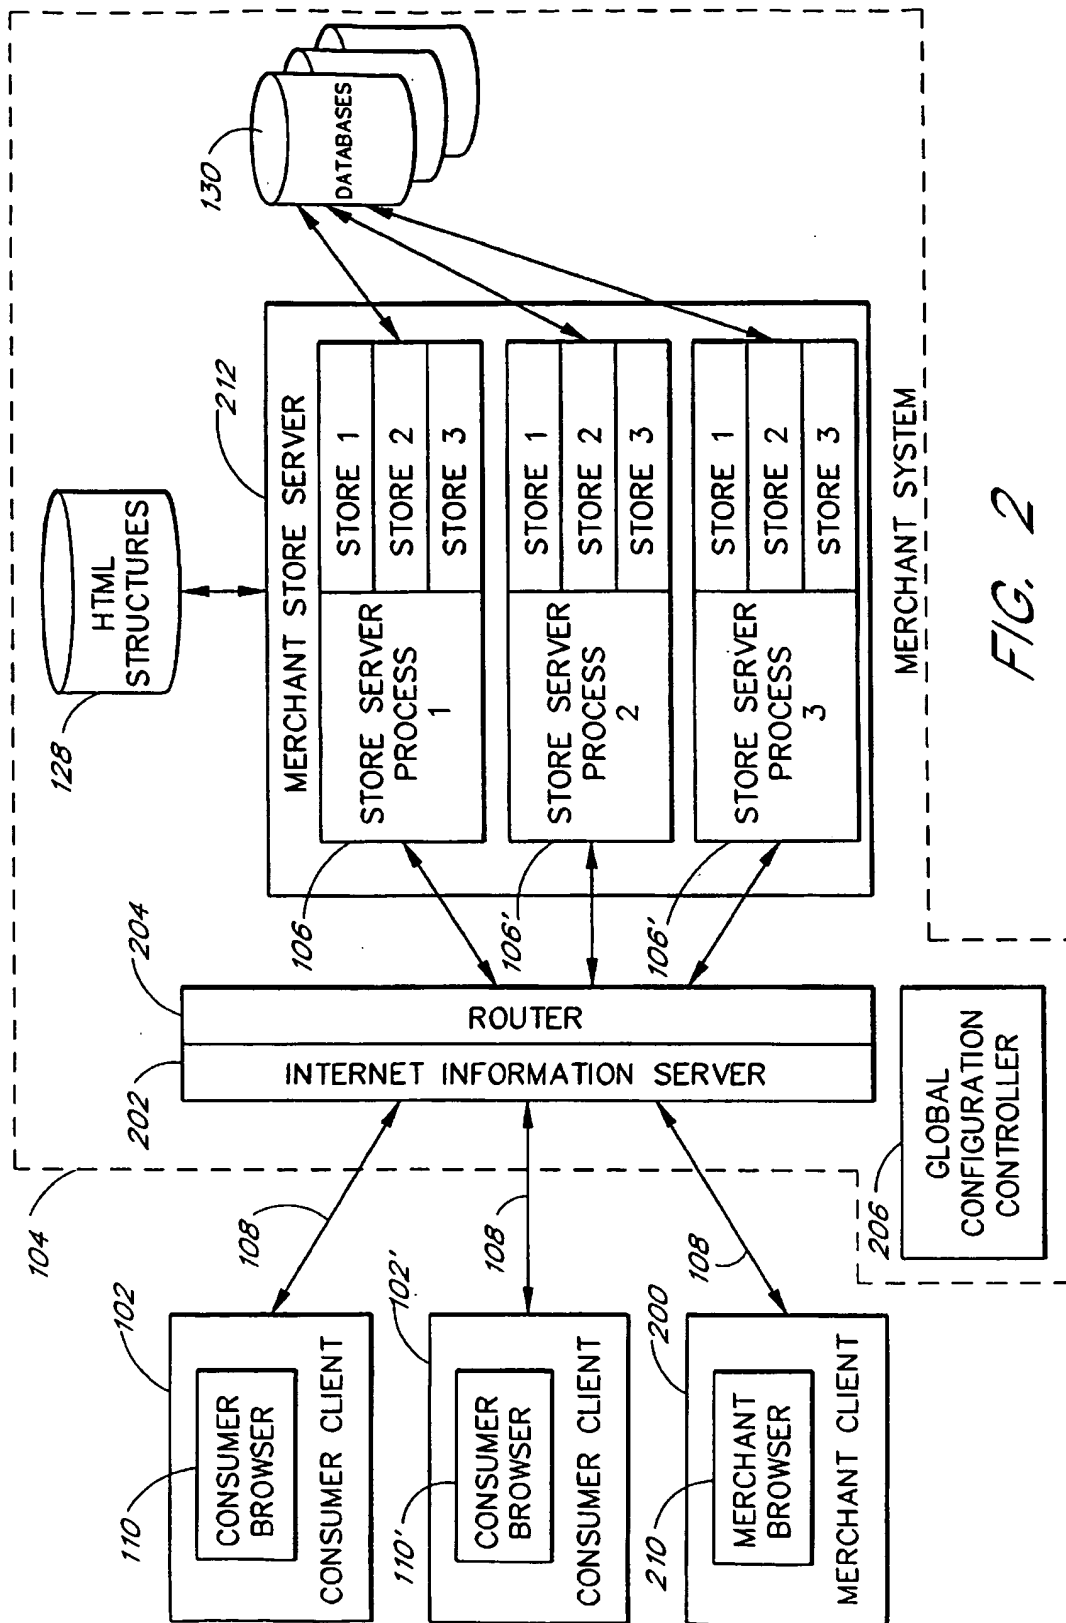 104
102
110
CONSUMER
BROWSER
CONSUMER CLIENT
108
102'
110'
CONSUMER
BROWSER
CONSUMER CLIENT
108
200
210
MERCHANT
BROWSER
MERCHANT CLIENT
108
202
204
INTERNET INFORMATION SERVER
ROUTER
206
GLOBAL
CONFIGURATION
CONTROLLER
128
HTML
STRUCTURES
212
MERCHANT STORE SERVER
106
STORE SERVER
PROCESS
1
STORE 1
STORE 2
STORE 3
106'
STORE SERVER
PROCESS
2
STORE 1
STORE 2
STORE 3
106'
STORE SERVER
PROCESS
3
STORE 1
STORE 2
STORE 3
130
DATABASES
MERCHANT SYSTEM
FIG. 2